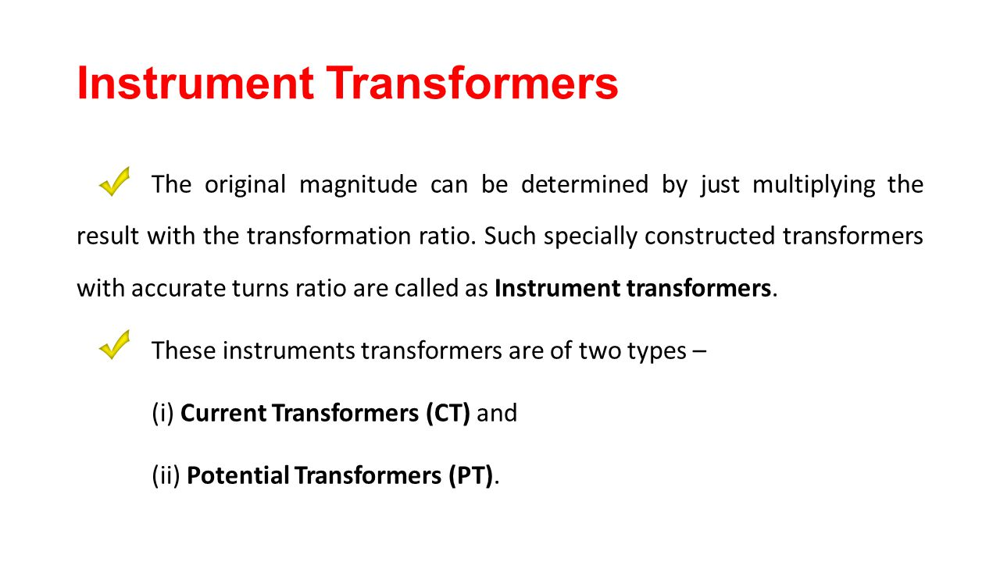 Instrument Transformers
The original magnitude can be determined by just multiplying the
result with the transformation ratio. Such specially constructed transformers
with accurate turns ratio are called as Instrument transformers.
These instruments transformers are of two types –
(i) Current Transformers (CT) and
(ii) Potential Transformers (PT).